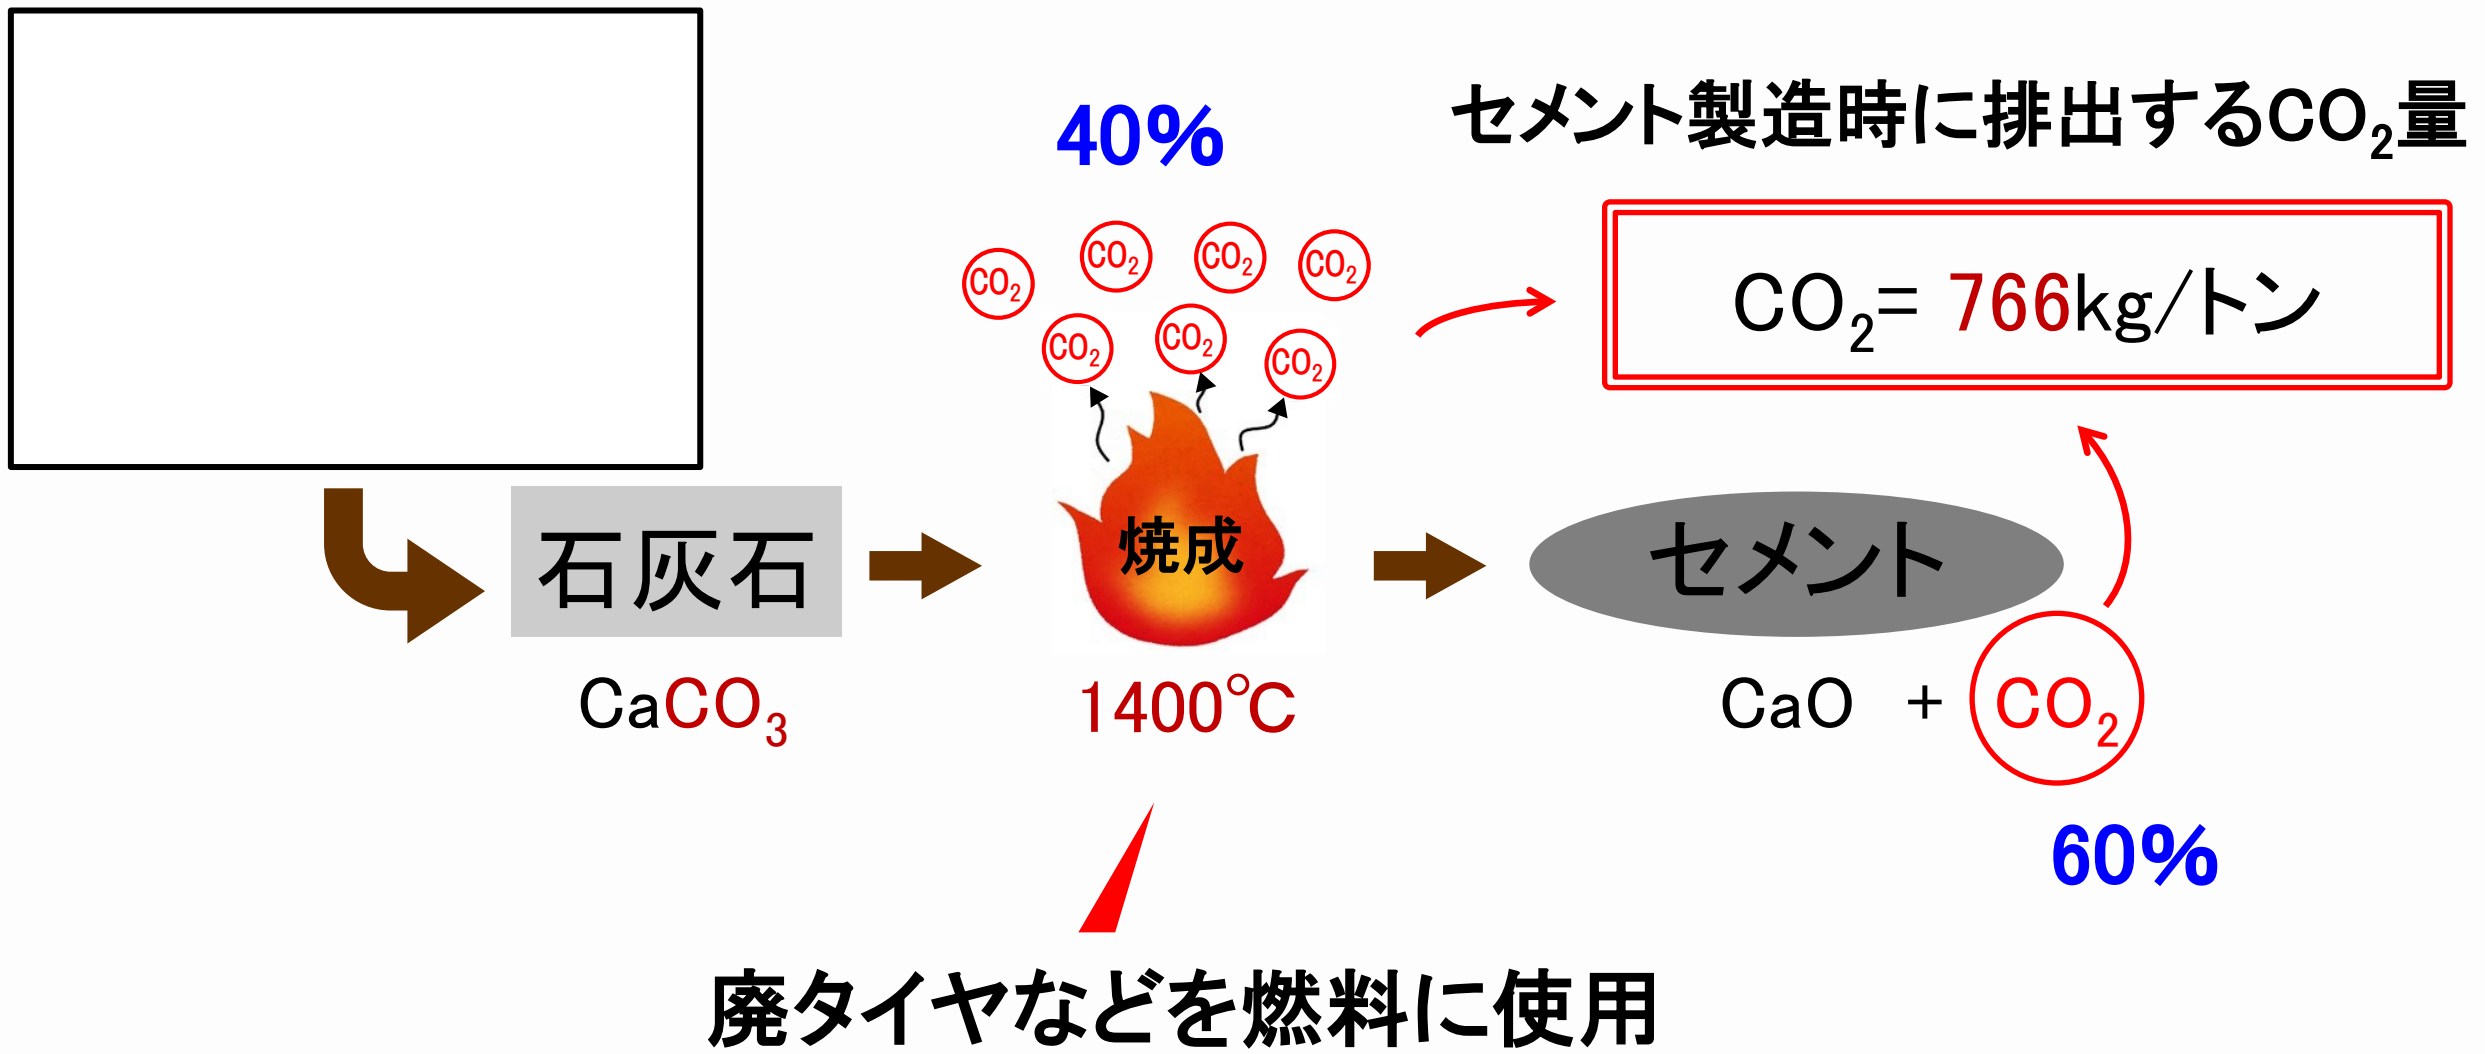 セメント製造時に排出するCO₂量
40%
CO₂
CO₂
CO₂
CO₂
CO₂
CO₂
CO₂
CO₂= 766kg/トン
石灰石
焼成
セメント
CaCO₃
1400℃
CaO + CO₂
60%
廃タイヤなどを燃料に使用